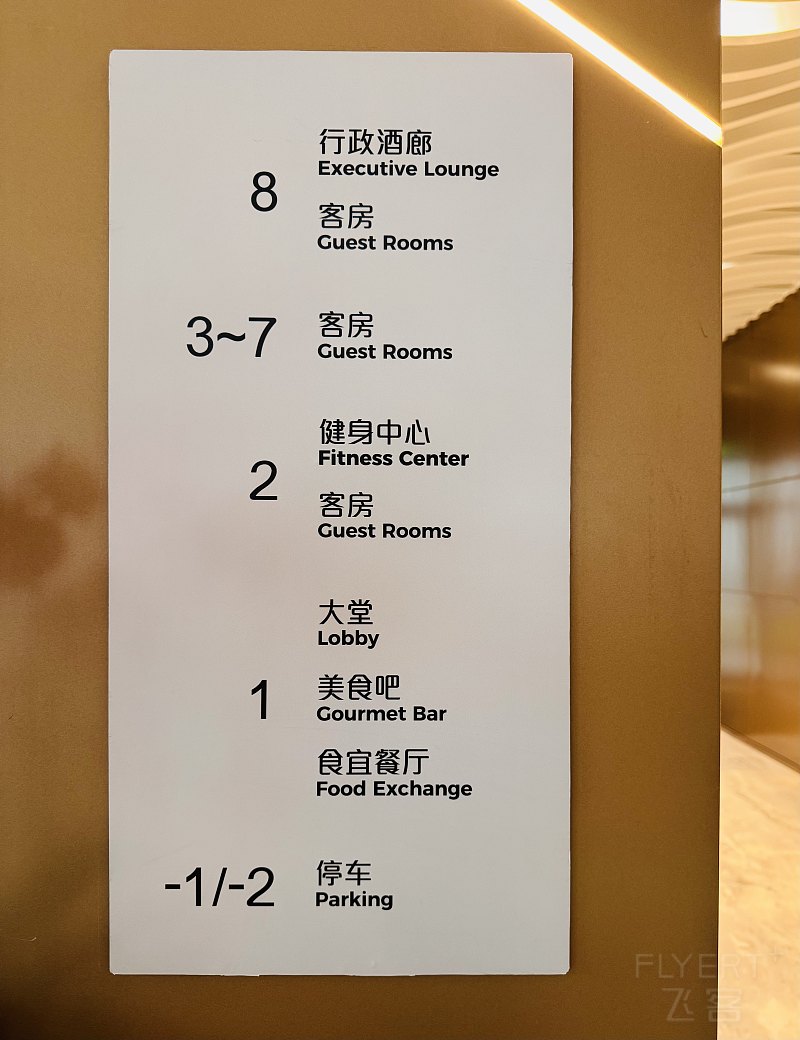 8
行政酒廊
Executive Lounge
客房
Guest Rooms
3~7
客房
Guest Rooms
2
健身中心
Fitness Center
客房
Guest Rooms
1
大堂
Lobby
美食吧
Gourmet Bar
食宜餐厅
Food Exchange
-1/-2
停车
Parking
FLYERT
飞客